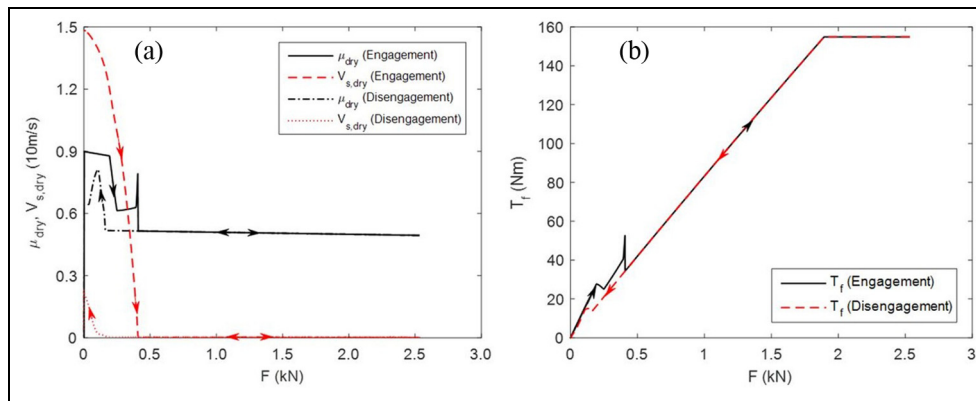 (a)
μdry (Engagement)
Vs,dry (Engagement)
μdry (Disengagement)
Vs,dry (Disengagement)
1.5
1.2
0.9
0.6
0.3
0
μdry, Vs,dry (10m/s)
0 0.5 1.0 1.5 2.0 2.5 3.0
F (kN)
(b)
160
140
120
100
80
60
40
20
0
Tf (Nm)
Tf (Engagement)
Tf (Disengagement)
0 0.5 1 1.5 2 2.5 3
F (kN)